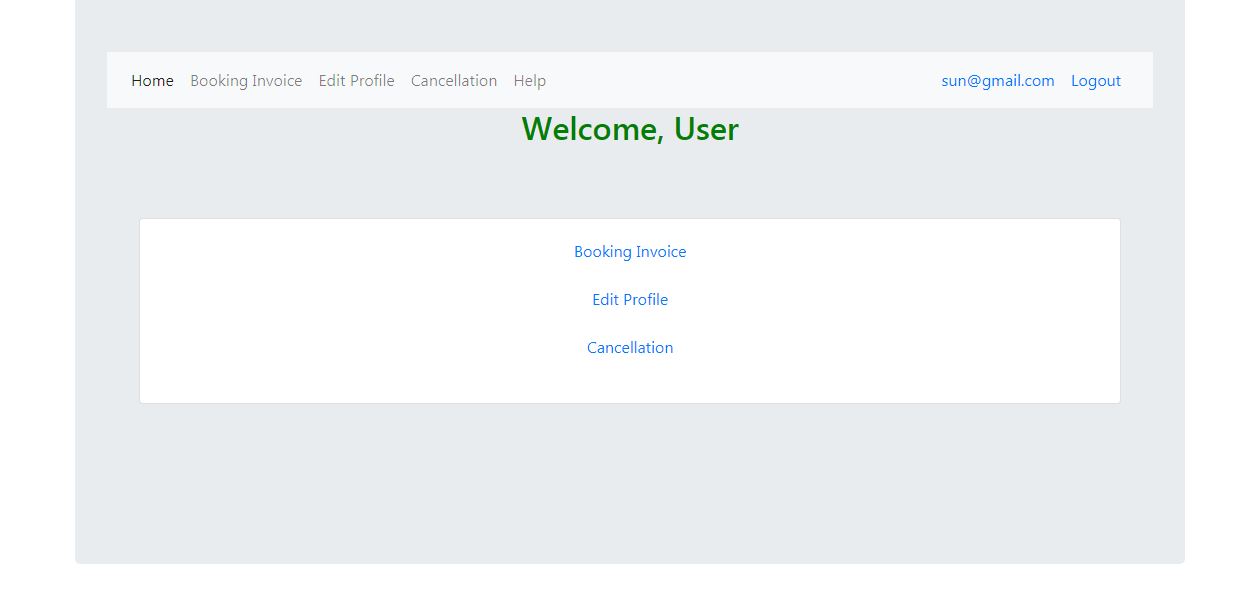 Home Booking Invoice Edit Profile Cancellation Help sun@gmail.com Logout
Welcome, User
Booking Invoice
Edit Profile
Cancellation